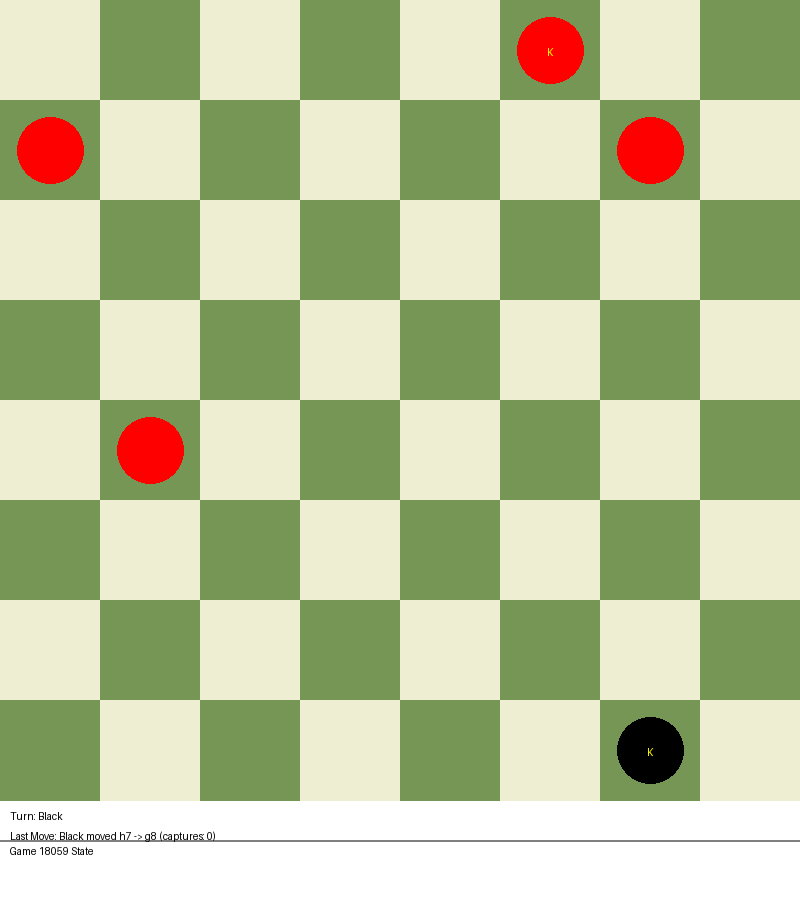 K
K
Turn: Black
Last Move: Black moved h7 -> g8 (captures: 0)
Game 18059 State